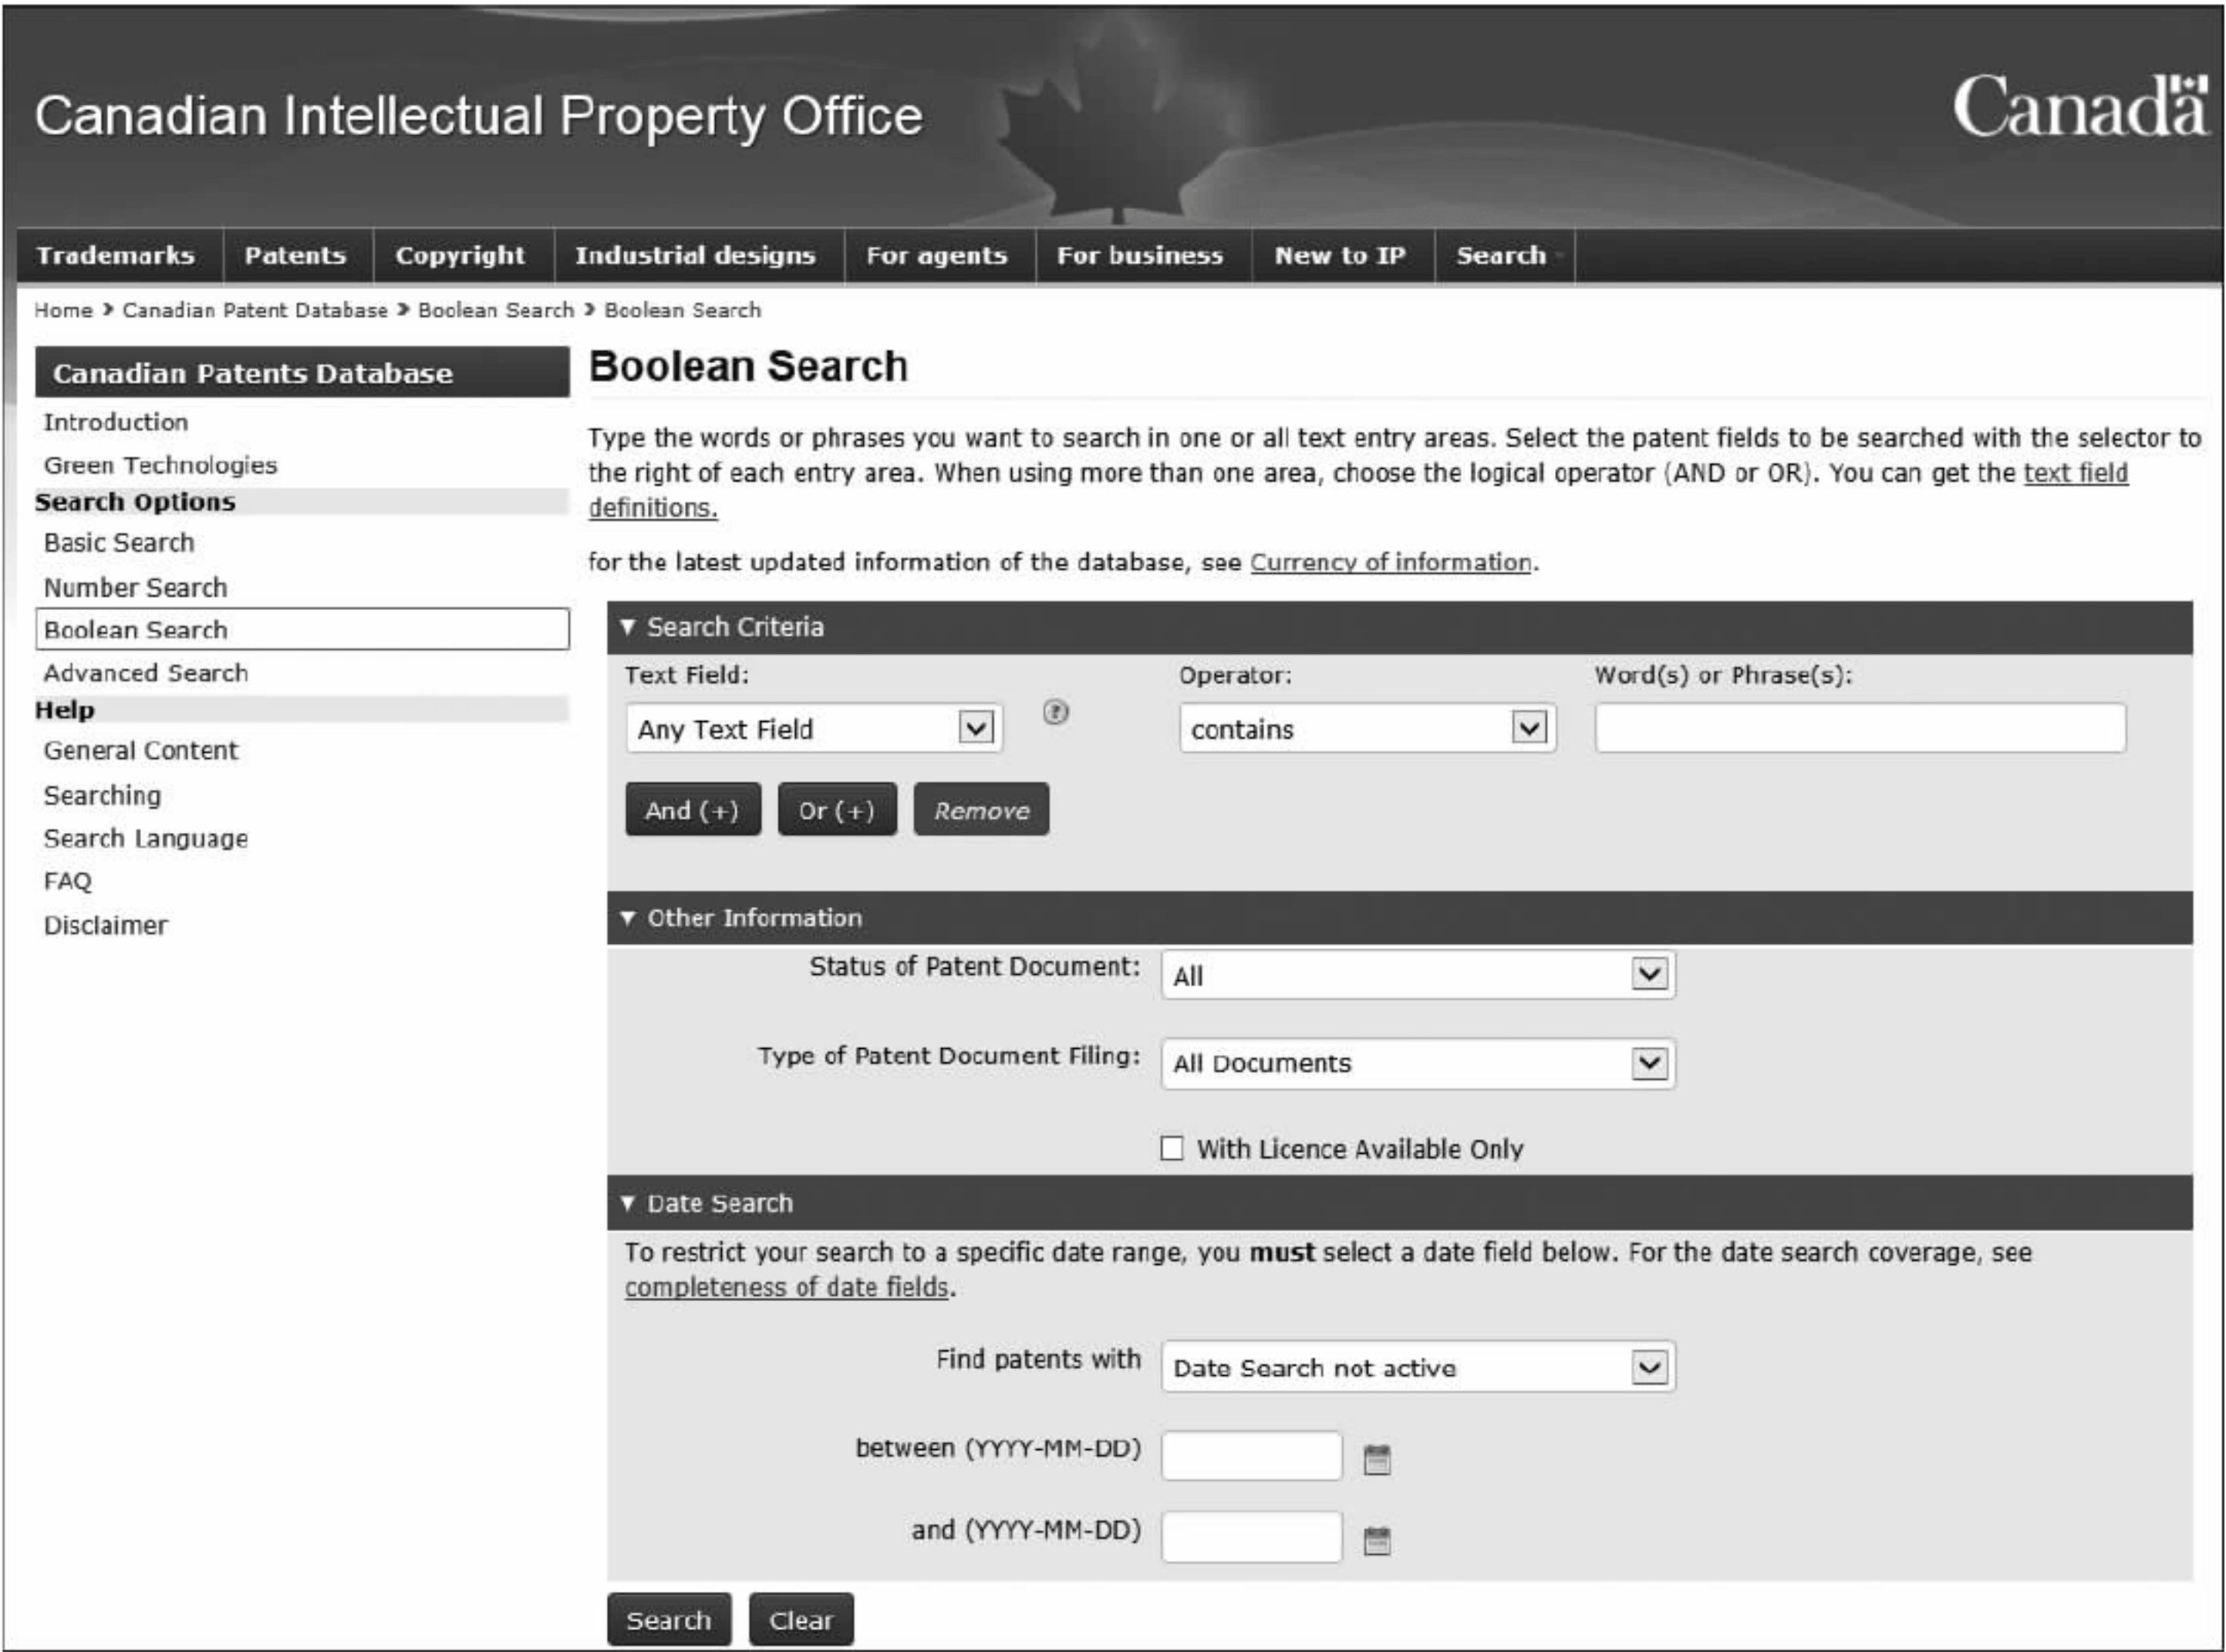 Canadian Intellectual Property Office
Canada
Trademarks Patents Copyright Industrial designs For agents For business New to IP Search
Home > Canadian Patent Database > Boolean Search > Boolean Search
Canadian Patents Database
Introduction
Green Technologies
Search Options
Basic Search
Number Search
Boolean Search
Advanced Search
Help
General Content
Searching
Search Language
FAQ
Disclaimer
Boolean Search
Type the words or phrases you want to search in one or all text entry areas. Select the patent fields to be searched with the selector to
the right of each entry area. When using more than one area, choose the logical operator (AND or OR). You can get the text field
definitions.
for the latest updated information of the database, see Currency of information.
▼ Search Criteria
Text Field: Operator: Word(s) or Phrase(s):
Any Text Field ? contains
And (+) Or (+) Remove
▼ Other Information
Status of Patent Document: All
Type of Patent Document Filing: All Documents
With Licence Available Only
▼ Date Search
To restrict your search to a specific date range, you must select a date field below. For the date search coverage, see
completeness of date fields.
Find patents with Date Search not active
between (YYYY-MM-DD)
and (YYYY-MM-DD)
Search Clear